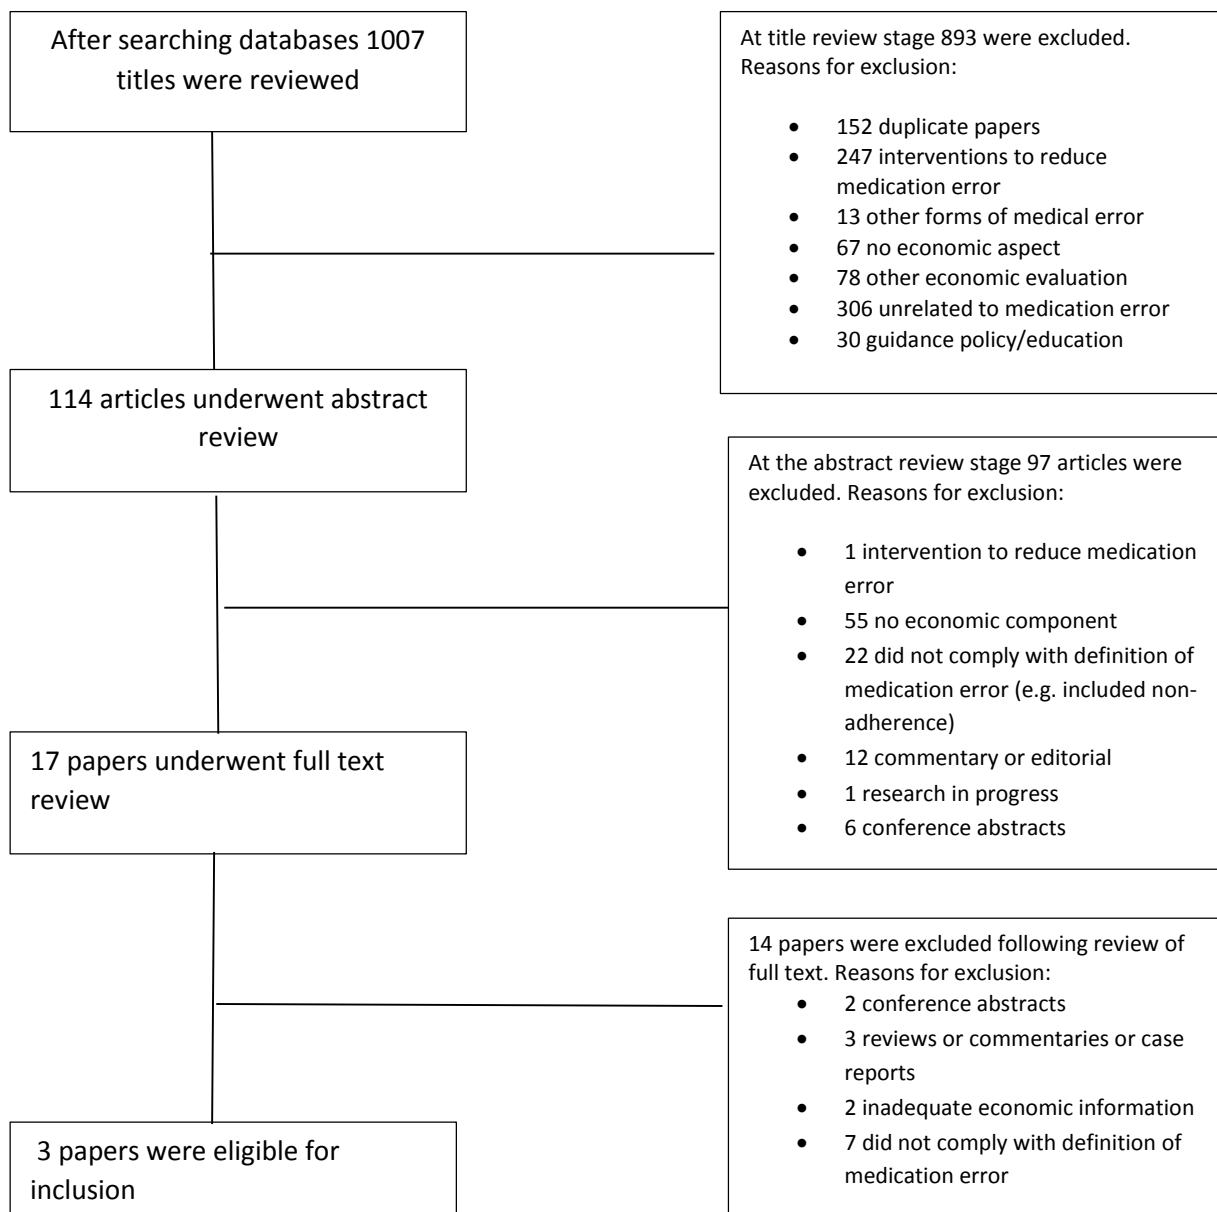 After searching databases 1007
titles were reviewed
At title review stage 893 were excluded.
Reasons for exclusion:
• 152 duplicate papers
• 247 interventions to reduce
medication error
• 13 other forms of medical error
• 67 no economic aspect
• 78 other economic evaluation
• 306 unrelated to medication error
• 30 guidance policy/education
114 articles underwent abstract
review
At the abstract review stage 97 articles were
excluded. Reasons for exclusion:
• 1 intervention to reduce medication
error
• 55 no economic component
• 22 did not comply with definition of
medication error (e.g. included non-
adherence)
• 12 commentary or editorial
• 1 research in progress
• 6 conference abstracts
17 papers underwent full text
review
14 papers were excluded following review of
full text. Reasons for exclusion:
• 2 conference abstracts
• 3 reviews or commentaries or case
reports
• 2 inadequate economic information
• 7 did not comply with definition of
medication error
3 papers were eligible for
inclusion